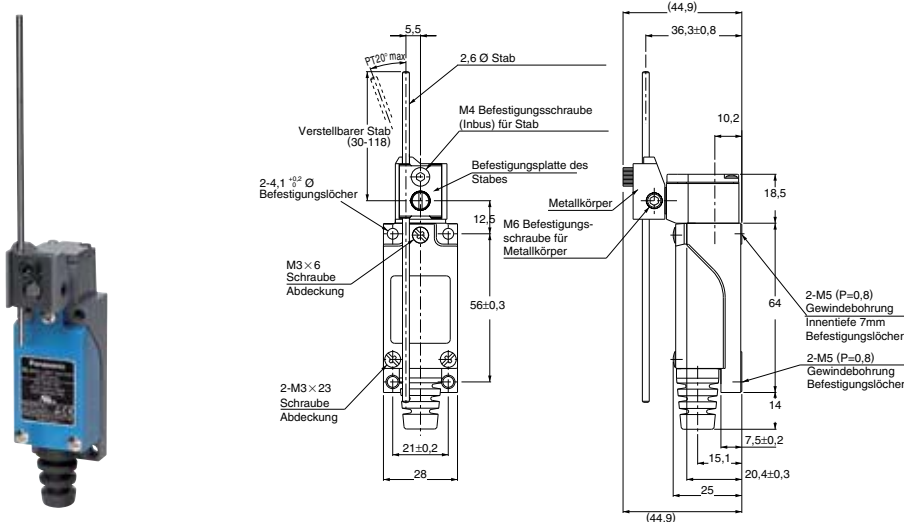 (44,9)
5,5
36,3±0,8
PT20° max
2,6 Ø Stab
M4 Befestigungsschraube
(Inbus) für Stab
10,2
Verstellbarer Stab
(30-118)
Befestigungsplatte des
Stabes
2-4,1 +0,2 0 Ø
Befestigungslöcher
18,5
Metallkörper
12,5
M6 Befestigungs-
schraube für
Metallkörper
M3×6
Schraube
Abdeckung
56±0,3
64
2-M5 (P=0,8)
Gewindebohrung
Innentiefe 7mm
Befestigungslöcher
2-M5 (P=0,8)
Gewindebohrung
Befestigungslöcher
2-M3×23
Schraube
Abdeckung
14
7,5±0,2
21±0,2
15,1
28
20,4±0,3
25
(44,9)
Panasonic